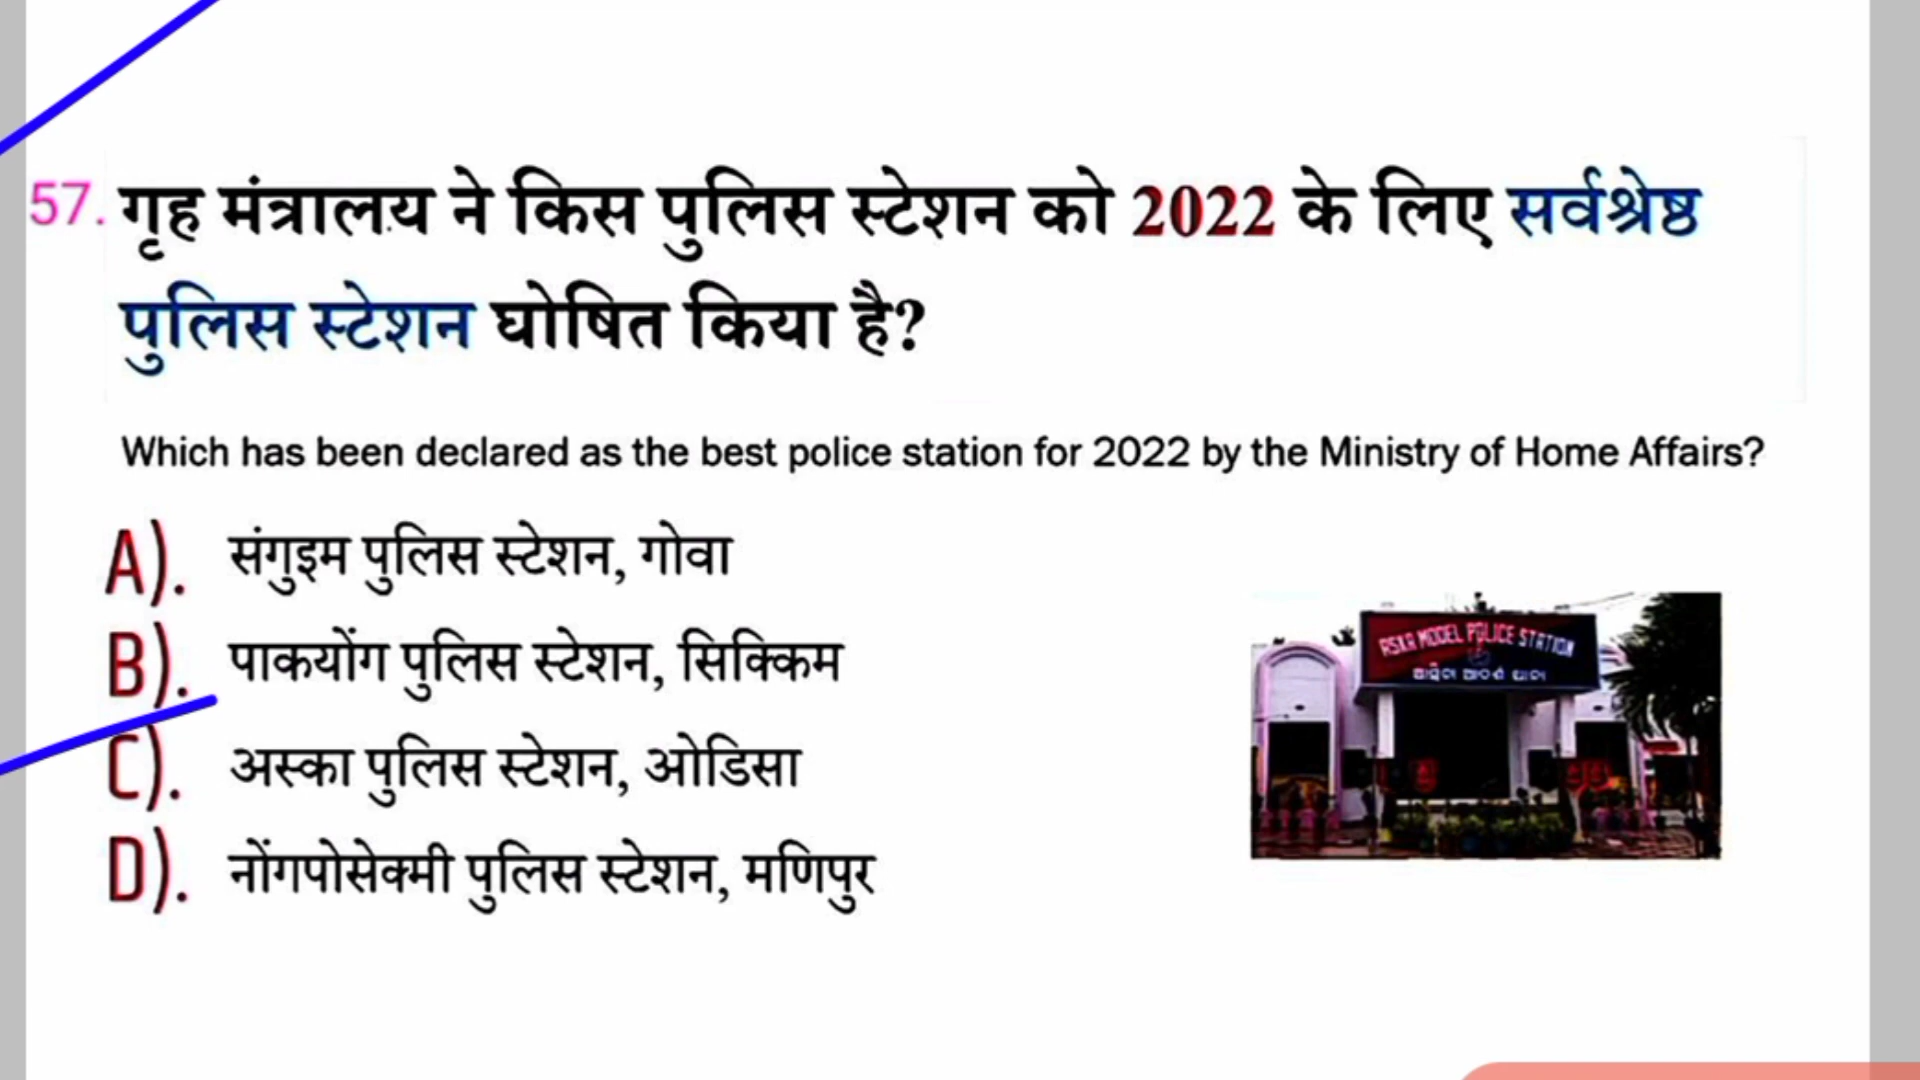 57. गृह मंत्रालय ने किस पुलिस स्टेशन को 2022 के लिए सर्वश्रेष्ठ
पुलिस स्टेशन घोषित किया है?
Which has been declared as the best police station for 2022 by the Ministry of Home Affairs?
A). संगुइम पुलिस स्टेशन, गोवा
B). पाकयोंग पुलिस स्टेशन, सिक्किम
C). अस्का पुलिस स्टेशन, ओडिसा
D). नोंगपोसेक्मी पुलिस स्टेशन, मणिपुर
ASKA MODEL POLICE STATION